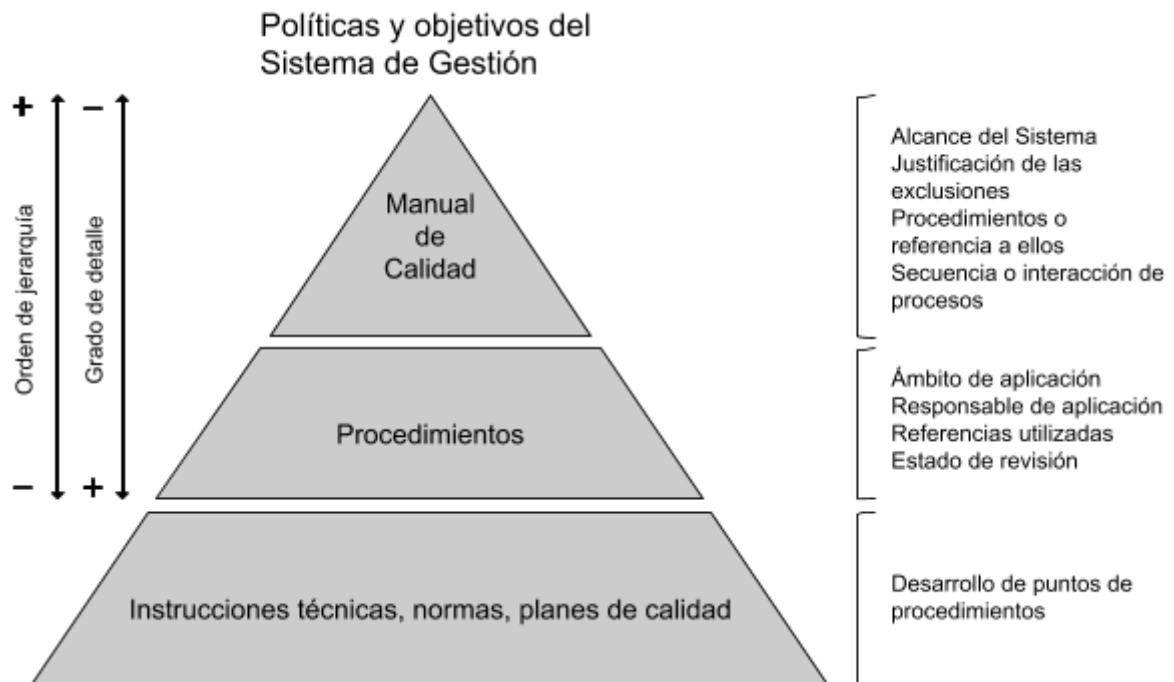 Políticas y objetivos del
Sistema de Gestión
+
−
Orden de jerarquía
Grado de detalle
−
+
Manual
de
Calidad
Alcance del Sistema
Justificación de las
exclusiones
Procedimientos o
referencia a ellos
Secuencia o interacción de
procesos
Procedimientos
Ámbito de aplicación
Responsable de aplicación
Referencias utilizadas
Estado de revisión
Instrucciones técnicas, normas, planes de calidad
Desarrollo de puntos de
procedimientos